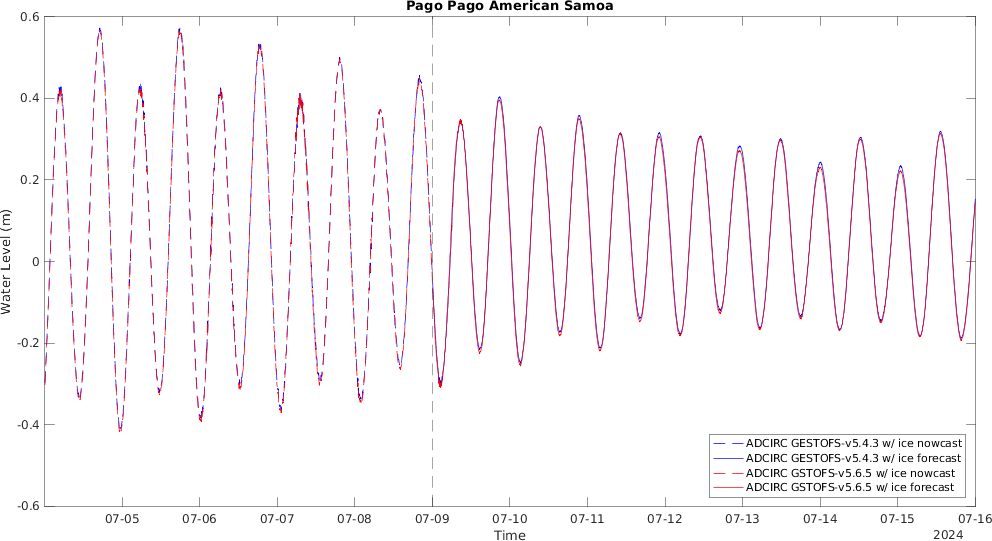 Pago Pago American Samoa
0.6
0.4
0.2
0
-0.2
-0.4
-0.6
Water Level (m)
ADCIRC GESTOFS-v5.4.3 w/ ice nowcast
ADCIRC GESTOFS-v5.4.3 w/ ice forecast
ADCIRC GSTOFS-v5.6.5 w/ ice nowcast
ADCIRC GSTOFS-v5.6.5 w/ ice forecast
07-05 07-06 07-07 07-08 07-09 07-10 07-11 07-12 07-13 07-14 07-15 07-16
Time
2024